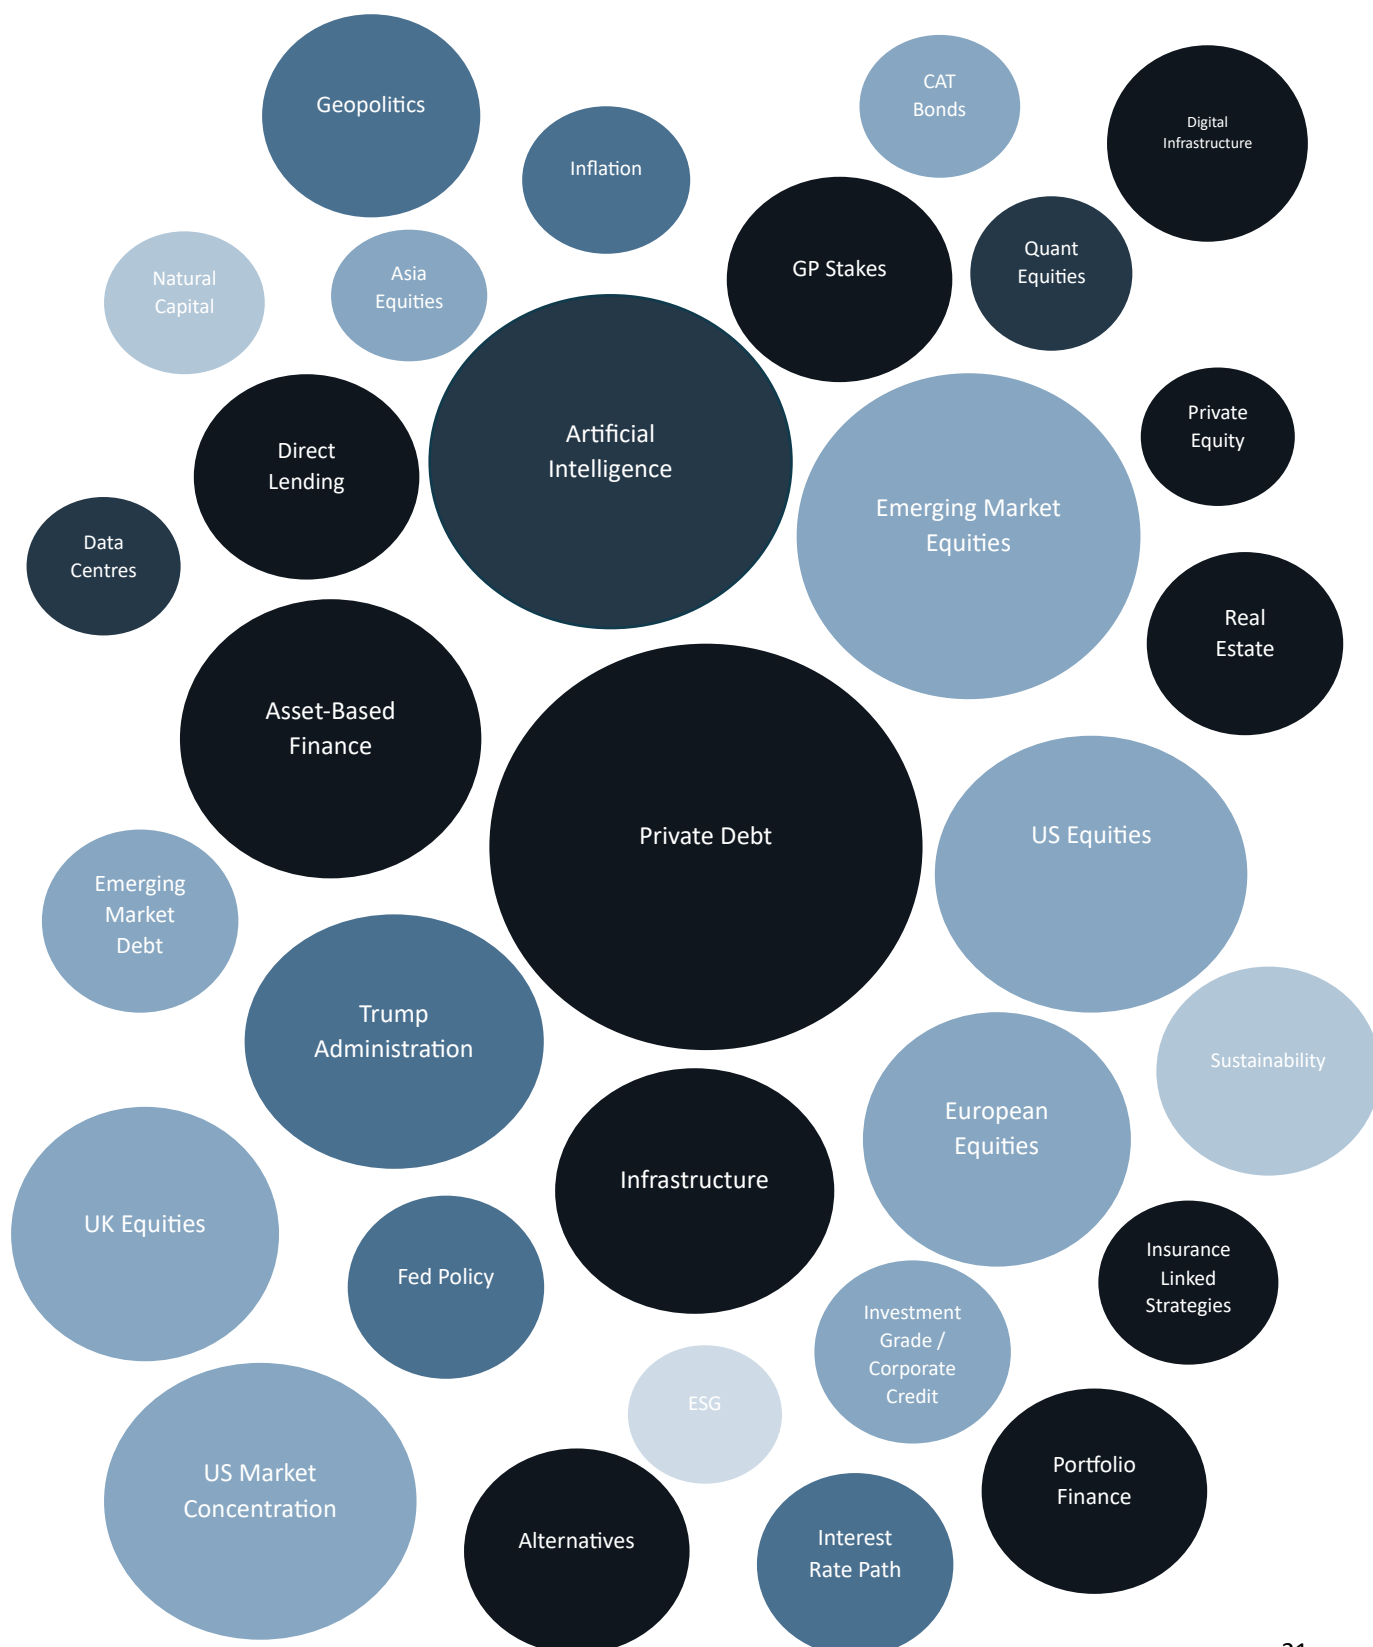 Geopolitics
Inflation
CAT
Bonds
Digital
Infrastructure
Natural
Capital
Asia
Equities
GP Stakes
Quant
Equities
Direct
Lending
Artificial
Intelligence
Emerging Market
Equities
Private
Equity
Data
Centres
Real
Estate
Asset-Based
Finance
Private Debt
US Equities
Emerging
Market
Debt
Trump
Administration
Sustainability
UK Equities
Fed Policy
Infrastructure
European
Equities
Insurance
Linked
Strategies
Investment
Grade /
Corporate
Credit
ESG
US Market
Concentration
Alternatives
Interest
Rate Path
Portfolio
Finance